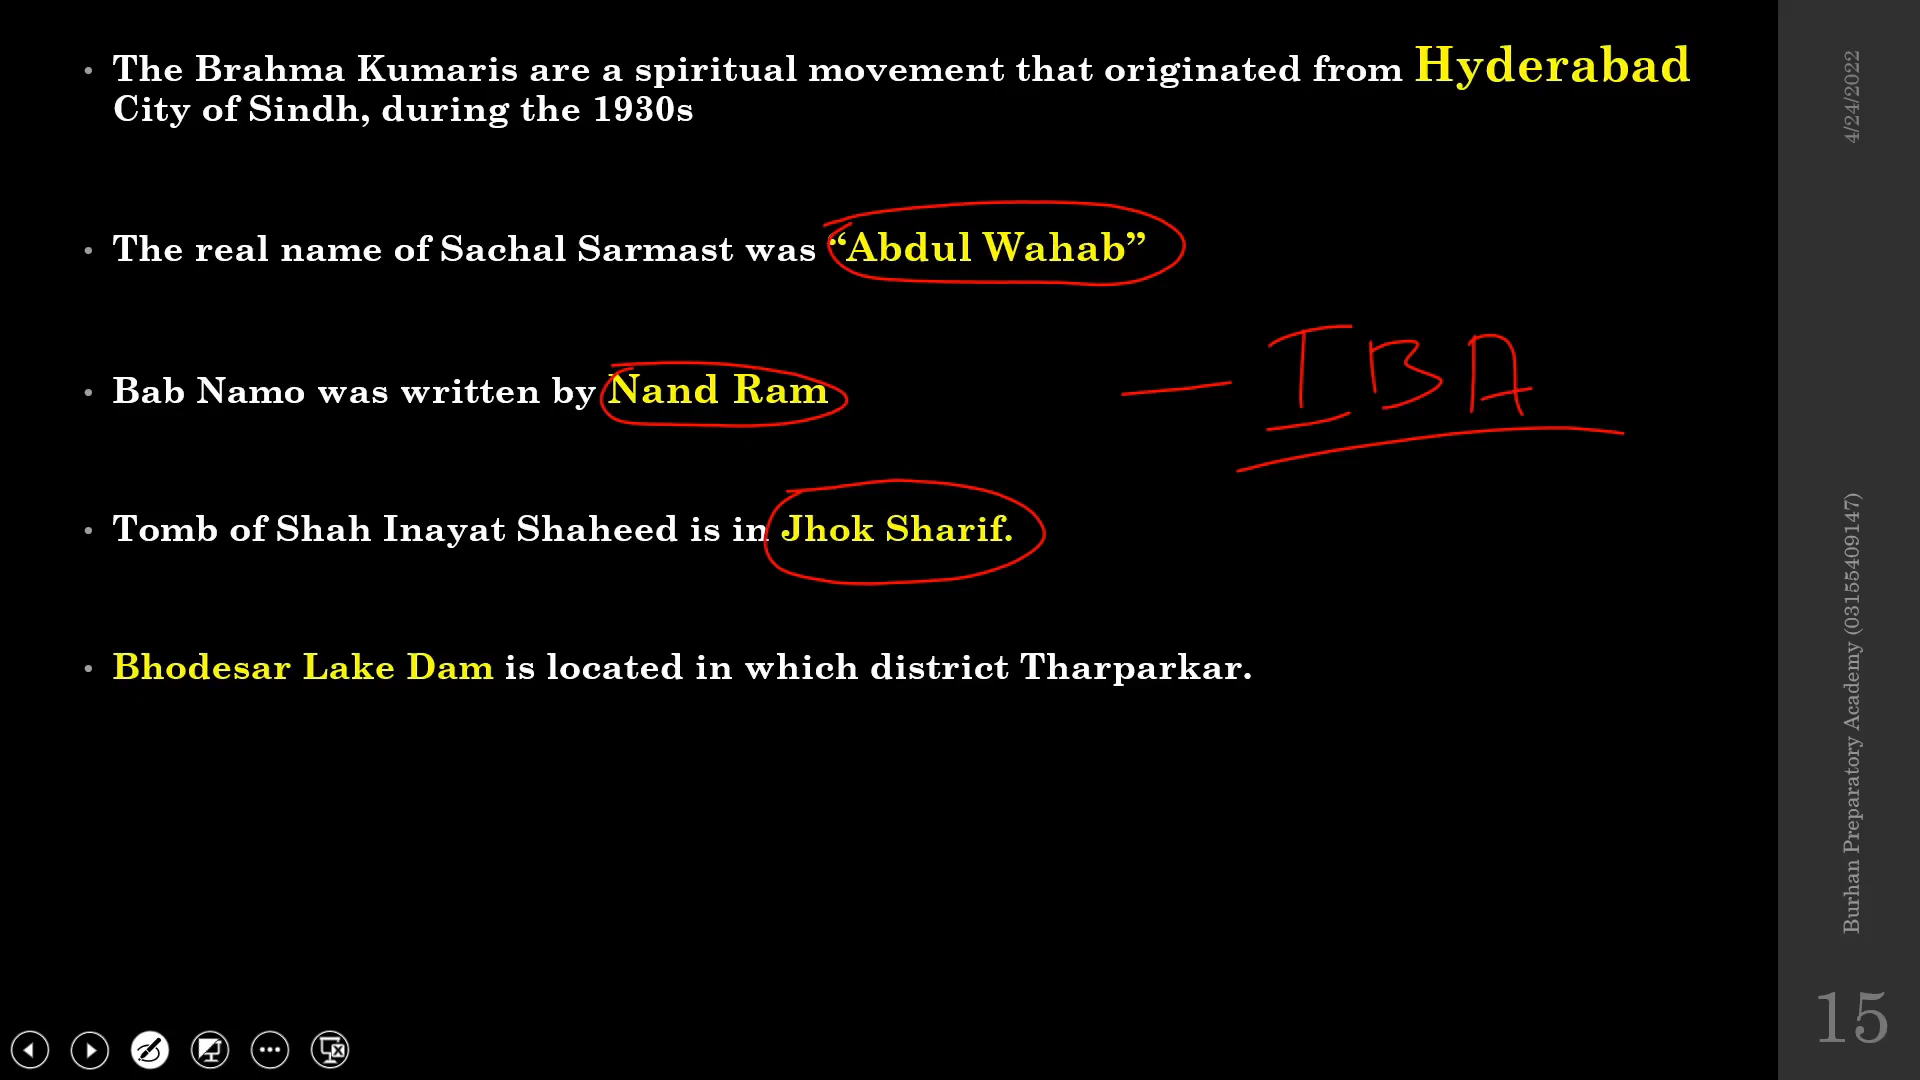 • The Brahma Kumaris are a spiritual movement that originated from Hyderabad
City of Sindh, during the 1930s
• The real name of Sachal Sarmast was “Abdul Wahab”
• Bab Namo was written by Nand Ram
— IBA
• Tomb of Shah Inayat Shaheed is in Jhok Sharif.
• Bhodesar Lake Dam is located in which district Tharparkar.
4/24/2022
Burhan Preparatory Academy (03155409147)
15